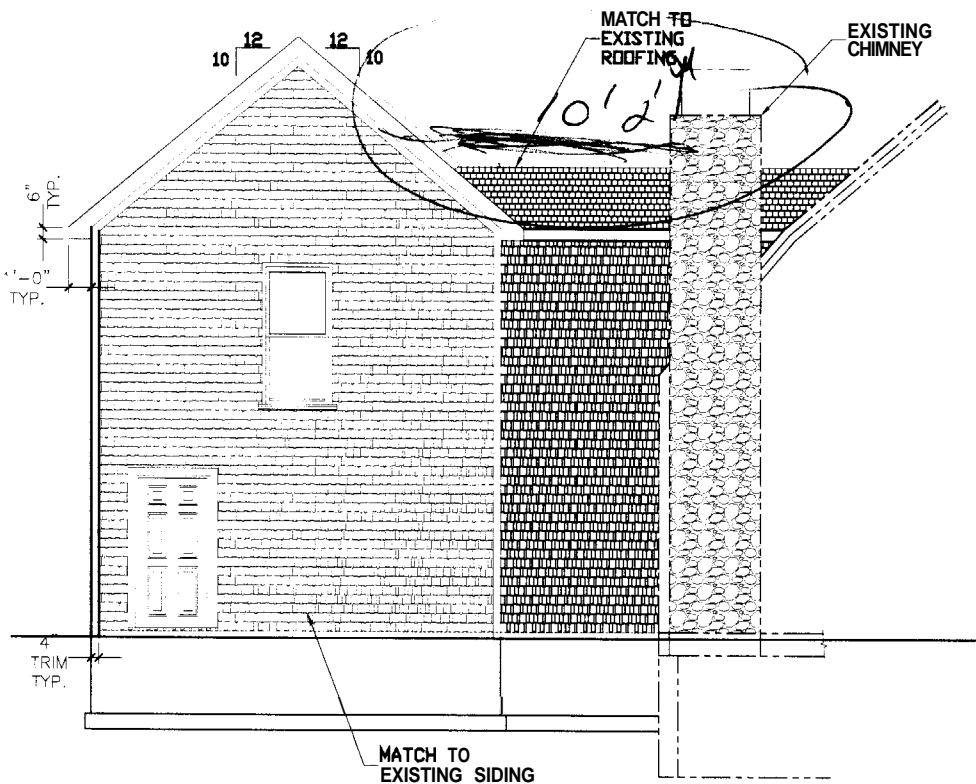 MATCH TO
EXISTING
ROOFING
EXISTING
CHIMNEY
12
12
10
10
0' 2'
6"
TYP.
1'-0"
TYP.
4"
TRIM
TYP.
MATCH TO
EXISTING SIDING